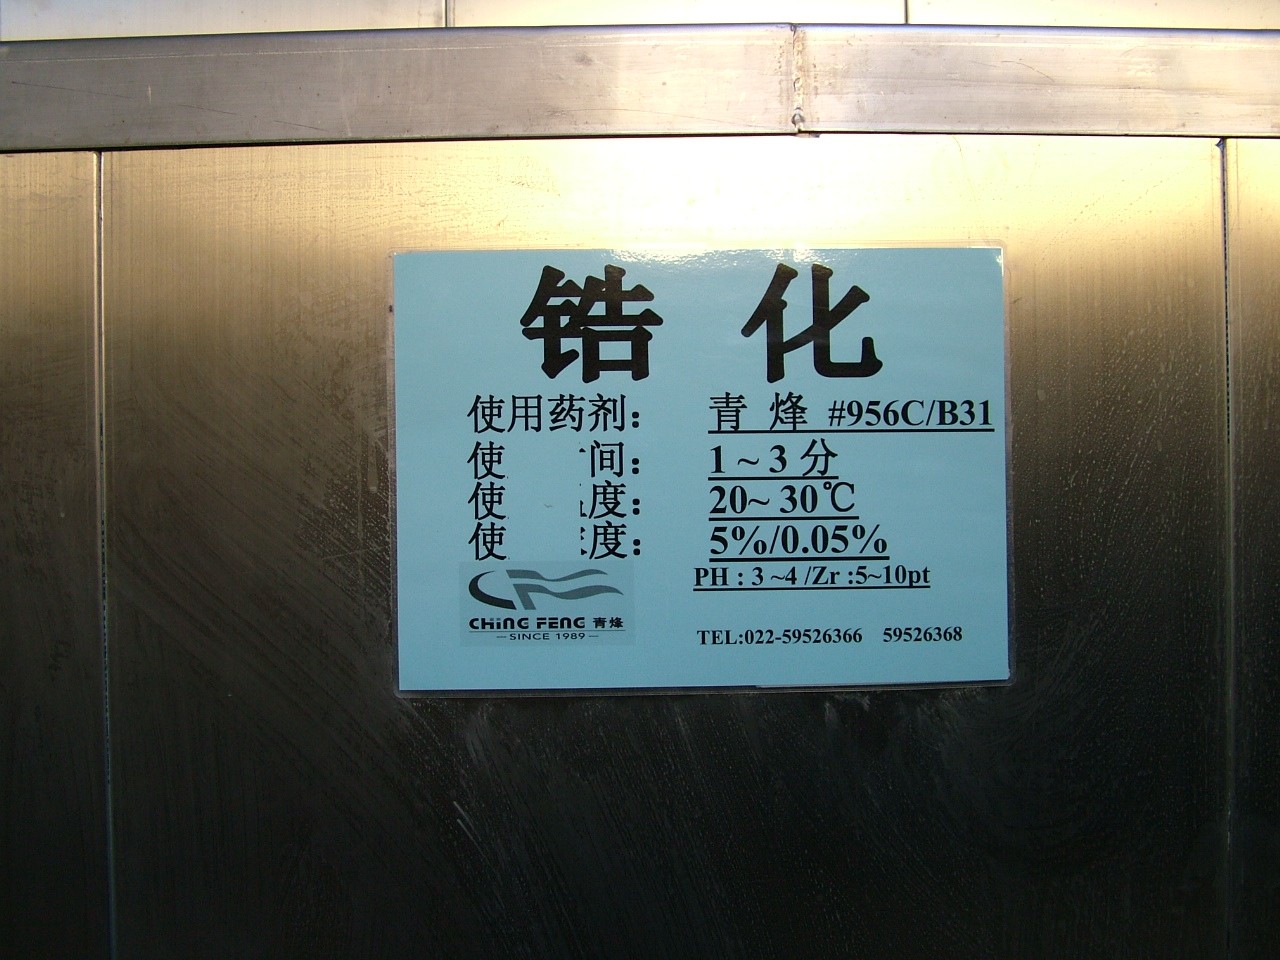 锆 化
使用药剂： 青 烽 #956C/B31
使 间： 1 ~ 3 分
使 度： 20~ 30℃
使 度： 5%/0.05%
PH : 3 ~4 /Zr :5~10pt
CHING FENG 青烽
SINCE 1989
TEL:022-59526366 59526368